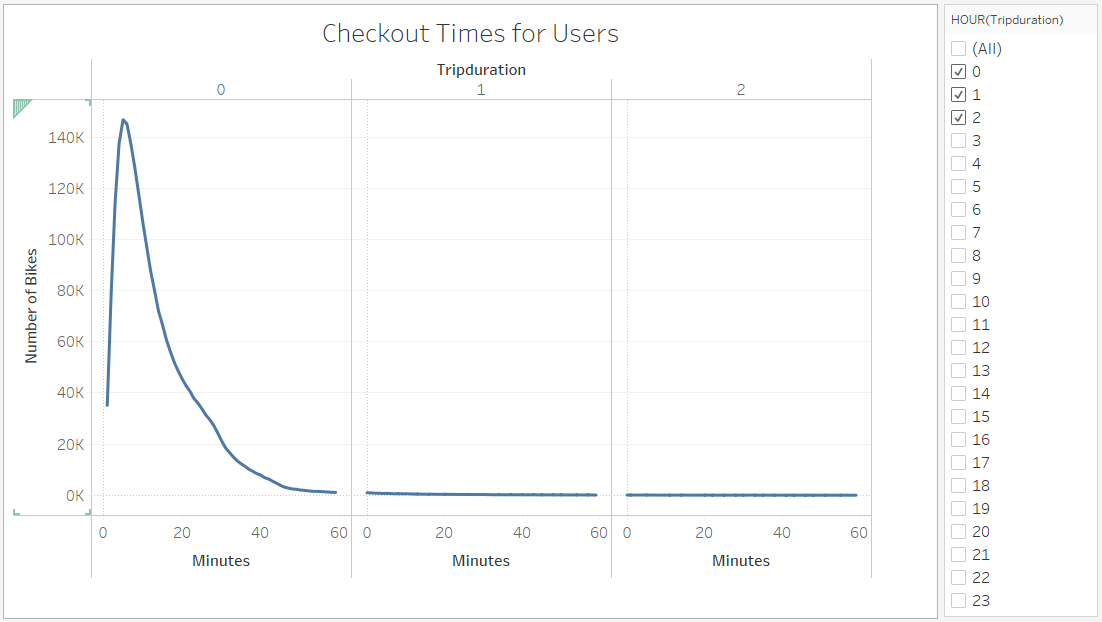 Checkout Times for Users
Tripduration
0 1 2
140K
120K
100K
80K
60K
40K
20K
0K
Number of Bikes
0 20 40 60 0 20 40 60 0 20 40 60
Minutes Minutes Minutes
HOUR(Tripduration)
(All)
0
1
2
3
4
5
6
7
8
9
10
11
12
13
14
15
16
17
18
19
20
21
22
23